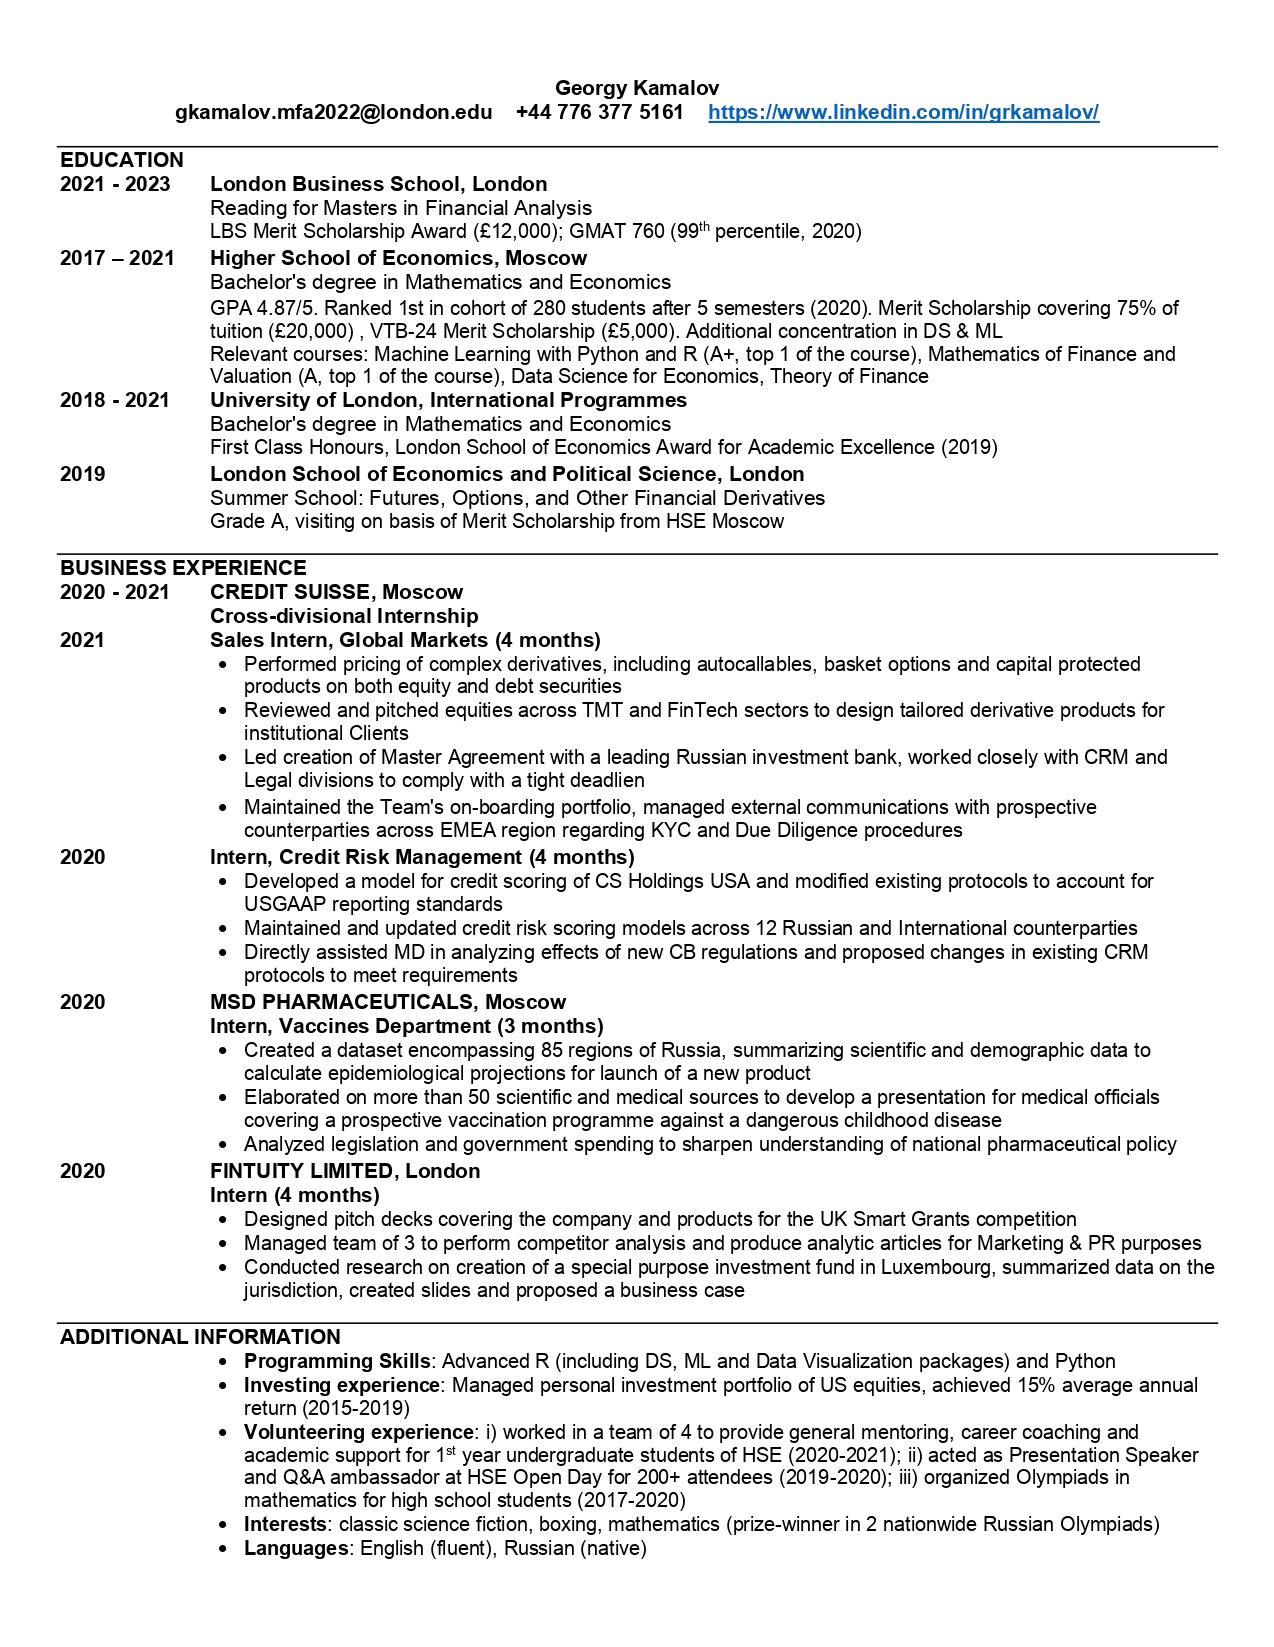 Georgy Kamalov
gkamalov.mfa2022@london.edu +44 776 377 5161 https://www.linkedin.com/in/grkamalov/
EDUCATION
2021 - 2023 London Business School, London
Reading for Masters in Financial Analysis
LBS Merit Scholarship Award (£12,000); GMAT 760 (99th percentile, 2020)
2017 – 2021 Higher School of Economics, Moscow
Bachelor's degree in Mathematics and Economics
GPA 4.87/5. Ranked 1st in cohort of 280 students after 5 semesters (2020). Merit Scholarship covering 75% of
tuition (£20,000) , VTB-24 Merit Scholarship (£5,000). Additional concentration in DS & ML
Relevant courses: Machine Learning with Python and R (A+, top 1 of the course), Mathematics of Finance and
Valuation (A, top 1 of the course), Data Science for Economics, Theory of Finance
2018 - 2021 University of London, International Programmes
Bachelor's degree in Mathematics and Economics
First Class Honours, London School of Economics Award for Academic Excellence (2019)
2019 London School of Economics and Political Science, London
Summer School: Futures, Options, and Other Financial Derivatives
Grade A, visiting on basis of Merit Scholarship from HSE Moscow
BUSINESS EXPERIENCE
2020 - 2021 CREDIT SUISSE, Moscow
Cross-divisional Internship
2021 Sales Intern, Global Markets (4 months)
• Performed pricing of complex derivatives, including autocallables, basket options and capital protected
products on both equity and debt securities
• Reviewed and pitched equities across TMT and FinTech sectors to design tailored derivative products for
institutional Clients
• Led creation of Master Agreement with a leading Russian investment bank, worked closely with CRM and
Legal divisions to comply with a tight deadlien
• Maintained the Team's on-boarding portfolio, managed external communications with prospective
counterparties across EMEA region regarding KYC and Due Diligence procedures
2020 Intern, Credit Risk Management (4 months)
• Developed a model for credit scoring of CS Holdings USA and modified existing protocols to account for
USGAAP reporting standards
• Maintained and updated credit risk scoring models across 12 Russian and International counterparties
• Directly assisted MD in analyzing effects of new CB regulations and proposed changes in existing CRM
protocols to meet requirements
2020 MSD PHARMACEUTICALS, Moscow
Intern, Vaccines Department (3 months)
• Created a dataset encompassing 85 regions of Russia, summarizing scientific and demographic data to
calculate epidemiological projections for launch of a new product
• Elaborated on more than 50 scientific and medical sources to develop a presentation for medical officials
covering a prospective vaccination programme against a dangerous childhood disease
• Analyzed legislation and government spending to sharpen understanding of national pharmaceutical policy
2020 FINTUITY LIMITED, London
Intern (4 months)
• Designed pitch decks covering the company and products for the UK Smart Grants competition
• Managed team of 3 to perform competitor analysis and produce analytic articles for Marketing & PR purposes
• Conducted research on creation of a special purpose investment fund in Luxembourg, summarized data on the
jurisdiction, created slides and proposed a business case
ADDITIONAL INFORMATION
• Programming Skills: Advanced R (including DS, ML and Data Visualization packages) and Python
• Investing experience: Managed personal investment portfolio of US equities, achieved 15% average annual
return (2015-2019)
• Volunteering experience: i) worked in a team of 4 to provide general mentoring, career coaching and
academic support for 1st year undergraduate students of HSE (2020-2021); ii) acted as Presentation Speaker
and Q&A ambassador at HSE Open Day for 200+ attendees (2019-2020); iii) organized Olympiads in
mathematics for high school students (2017-2020)
• Interests: classic science fiction, boxing, mathematics (prize-winner in 2 nationwide Russian Olympiads)
• Languages: English (fluent), Russian (native)